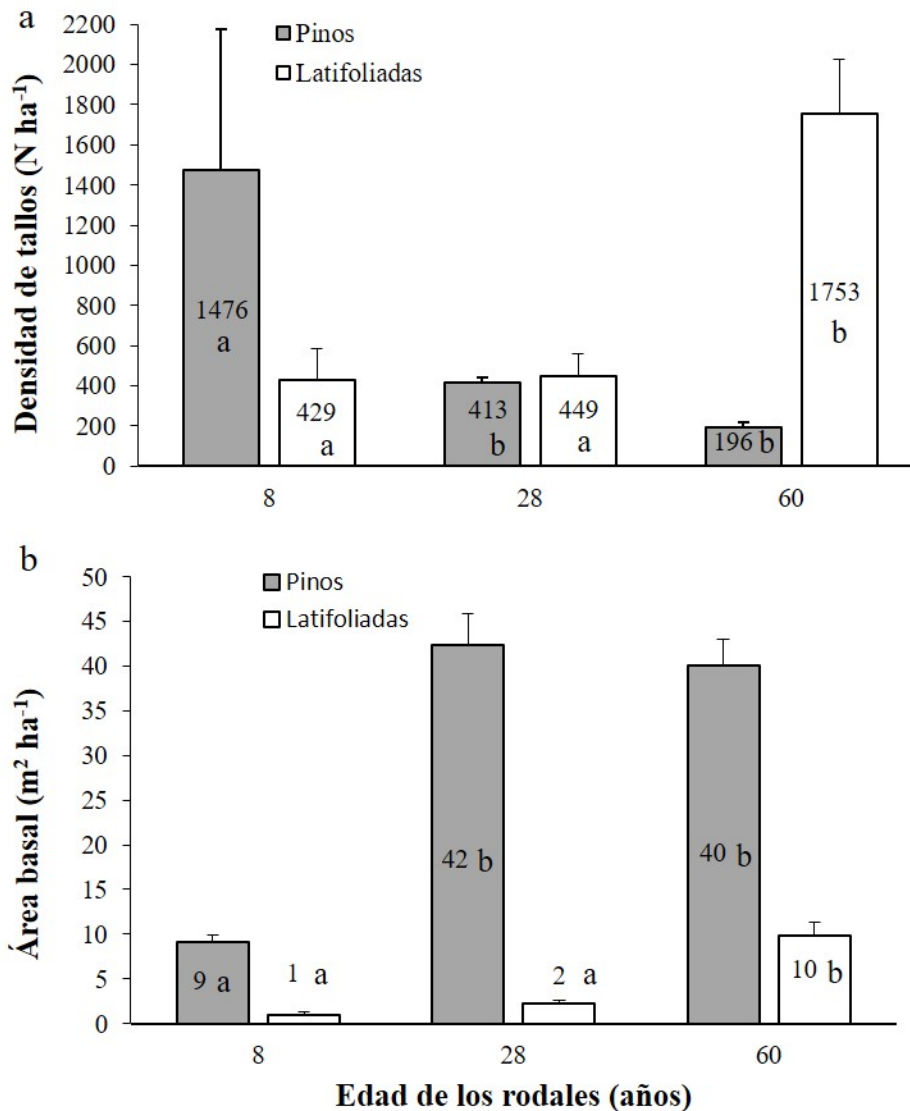 a
Pinos
Latifoliadas
Densidad de tallos (N ha⁻¹)
2200
2000
1800
1600
1400
1200
1000
800
600
400
200
0
1476
a
429
a
413
b
449
a
196 b
1753
b
8 28 60
b
Pinos
Latifoliadas
Área basal (m² ha⁻¹)
50
45
40
35
30
25
20
15
10
5
0
9 a
1 a
42 b
2 a
40 b
10 b
8 28 60
Edad de los rodales (años)